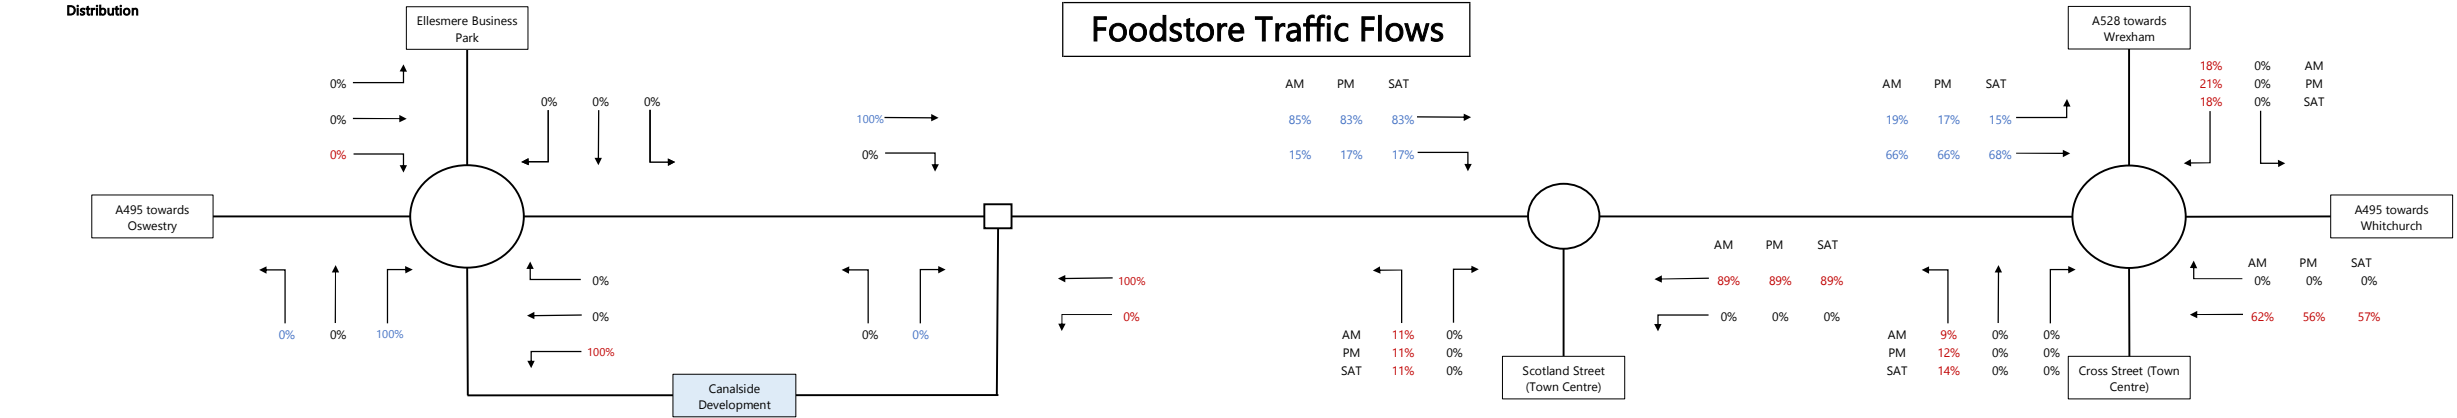 Distribution
Ellesmere Business
Park
Foodstore Traffic Flows
A528 towards
Wrexham
0%
0%
0%
0% 0% 0%
100%
0%
AM PM SAT
85% 83% 83%
15% 17% 17%
AM PM SAT
19% 17% 15%
66% 66% 68%
18% 0% AM
21% 0% PM
18% 0% SAT
A495 towards
Oswestry
A495 towards
Whitchurch
0% 0% 100%
0%
0%
100%
0% 0%
100%
0%
AM 11% 0%
PM 11% 0%
SAT 11% 0%
AM PM SAT
89% 89% 89%
0% 0% 0%
AM 9% 0% 0%
PM 12% 0% 0%
SAT 14% 0% 0%
AM PM SAT
0% 0% 0%
62% 56% 57%
Canalside
Development
Scotland Street
(Town Centre)
Cross Street (Town
Centre)